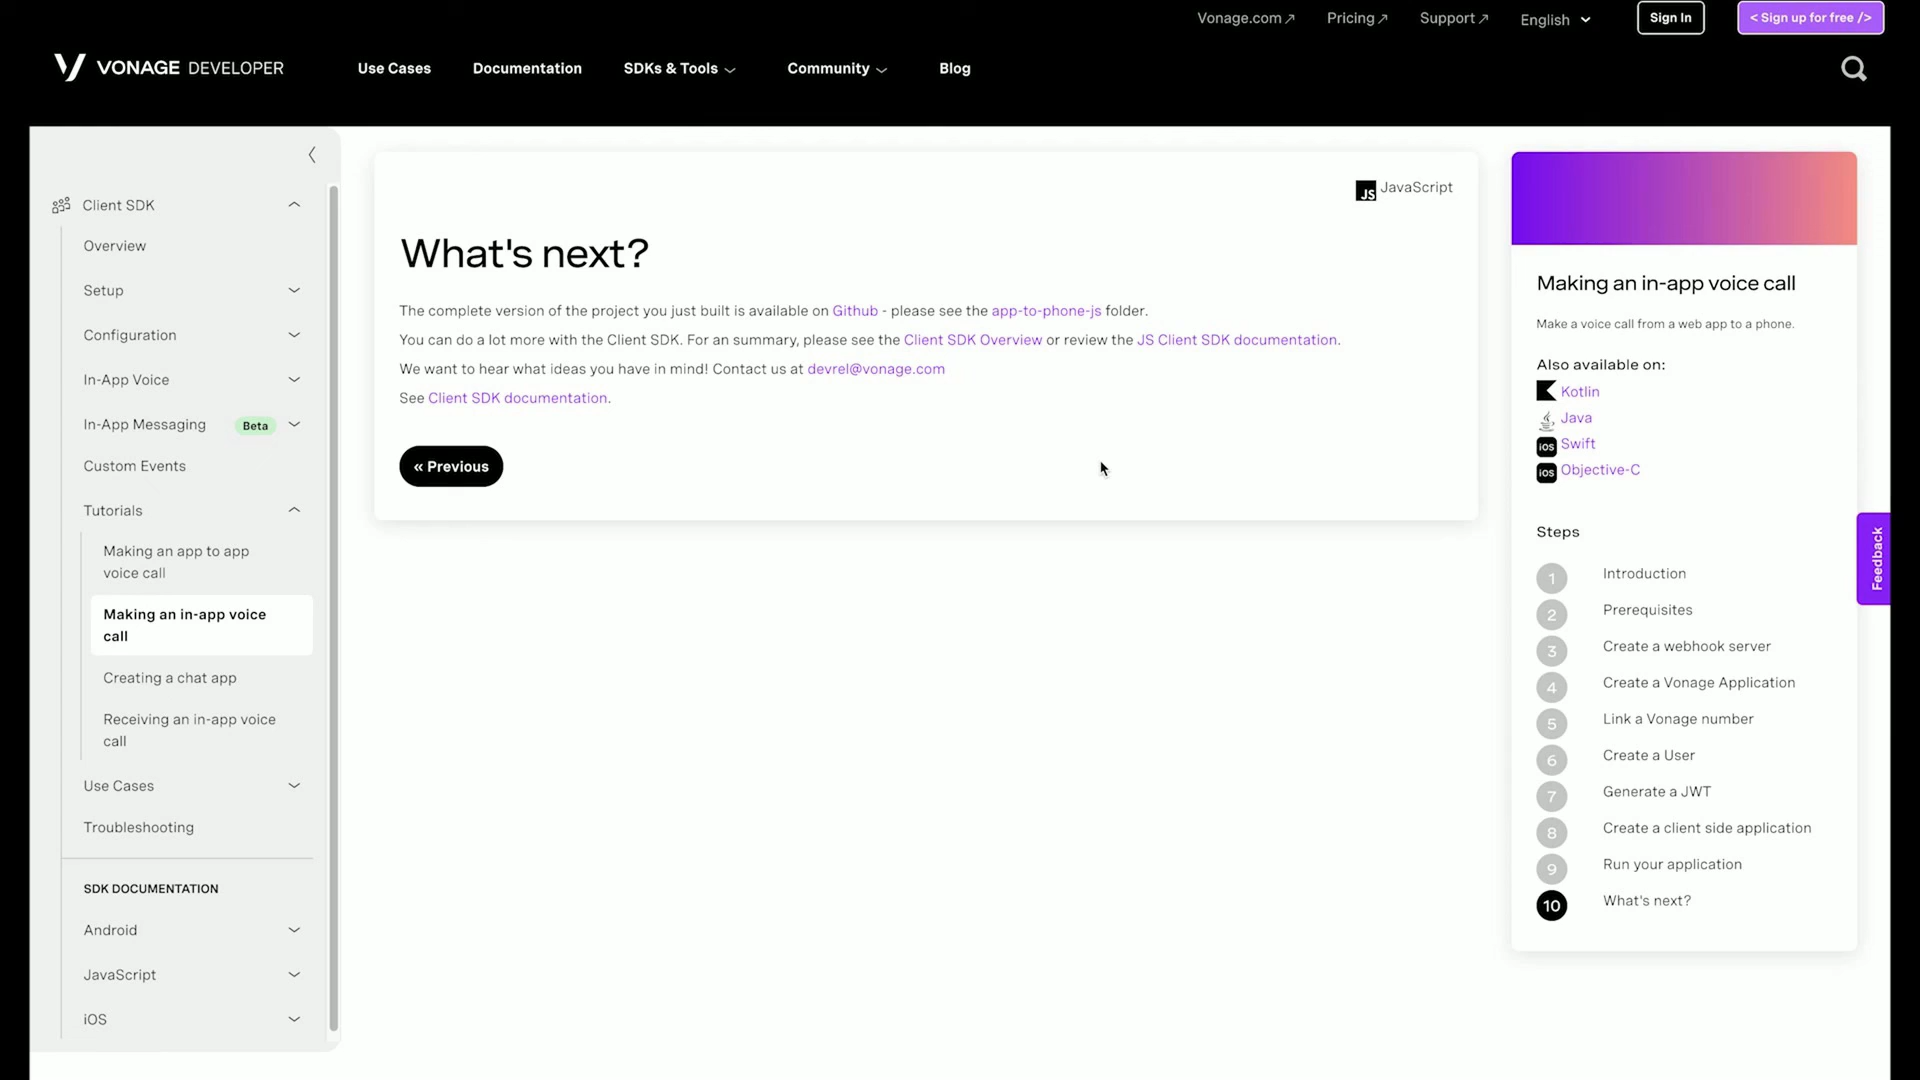 Vonage.com↗ Pricing↗ Support↗ English Sign In < Sign up for free />
VONAGE DEVELOPER Use Cases Documentation SDKs & Tools Community Blog
Client SDK
Overview
Setup
Configuration
In-App Voice
In-App Messaging Beta
Custom Events
Tutorials
Making an app to app
voice call
Making an in-app voice
call
Creating a chat app
Receiving an in-app voice
call
Use Cases
Troubleshooting
SDK DOCUMENTATION
Android
JavaScript
iOS
JS JavaScript
What's next?
The complete version of the project you just built is available on Github - please see the app-to-phone-js folder.
You can do a lot more with the Client SDK. For an summary, please see the Client SDK Overview or review the JS Client SDK documentation.
We want to hear what ideas you have in mind! Contact us at devrel@vonage.com
See Client SDK documentation.
« Previous
Making an in-app voice call
Make a voice call from a web app to a phone.
Also available on:
Kotlin
Java
iOS Swift
iOS Objective-C
Steps
1 Introduction
2 Prerequisites
3 Create a webhook server
4 Create a Vonage Application
5 Link a Vonage number
6 Create a User
7 Generate a JWT
8 Create a client side application
9 Run your application
10 What's next?
Feedback